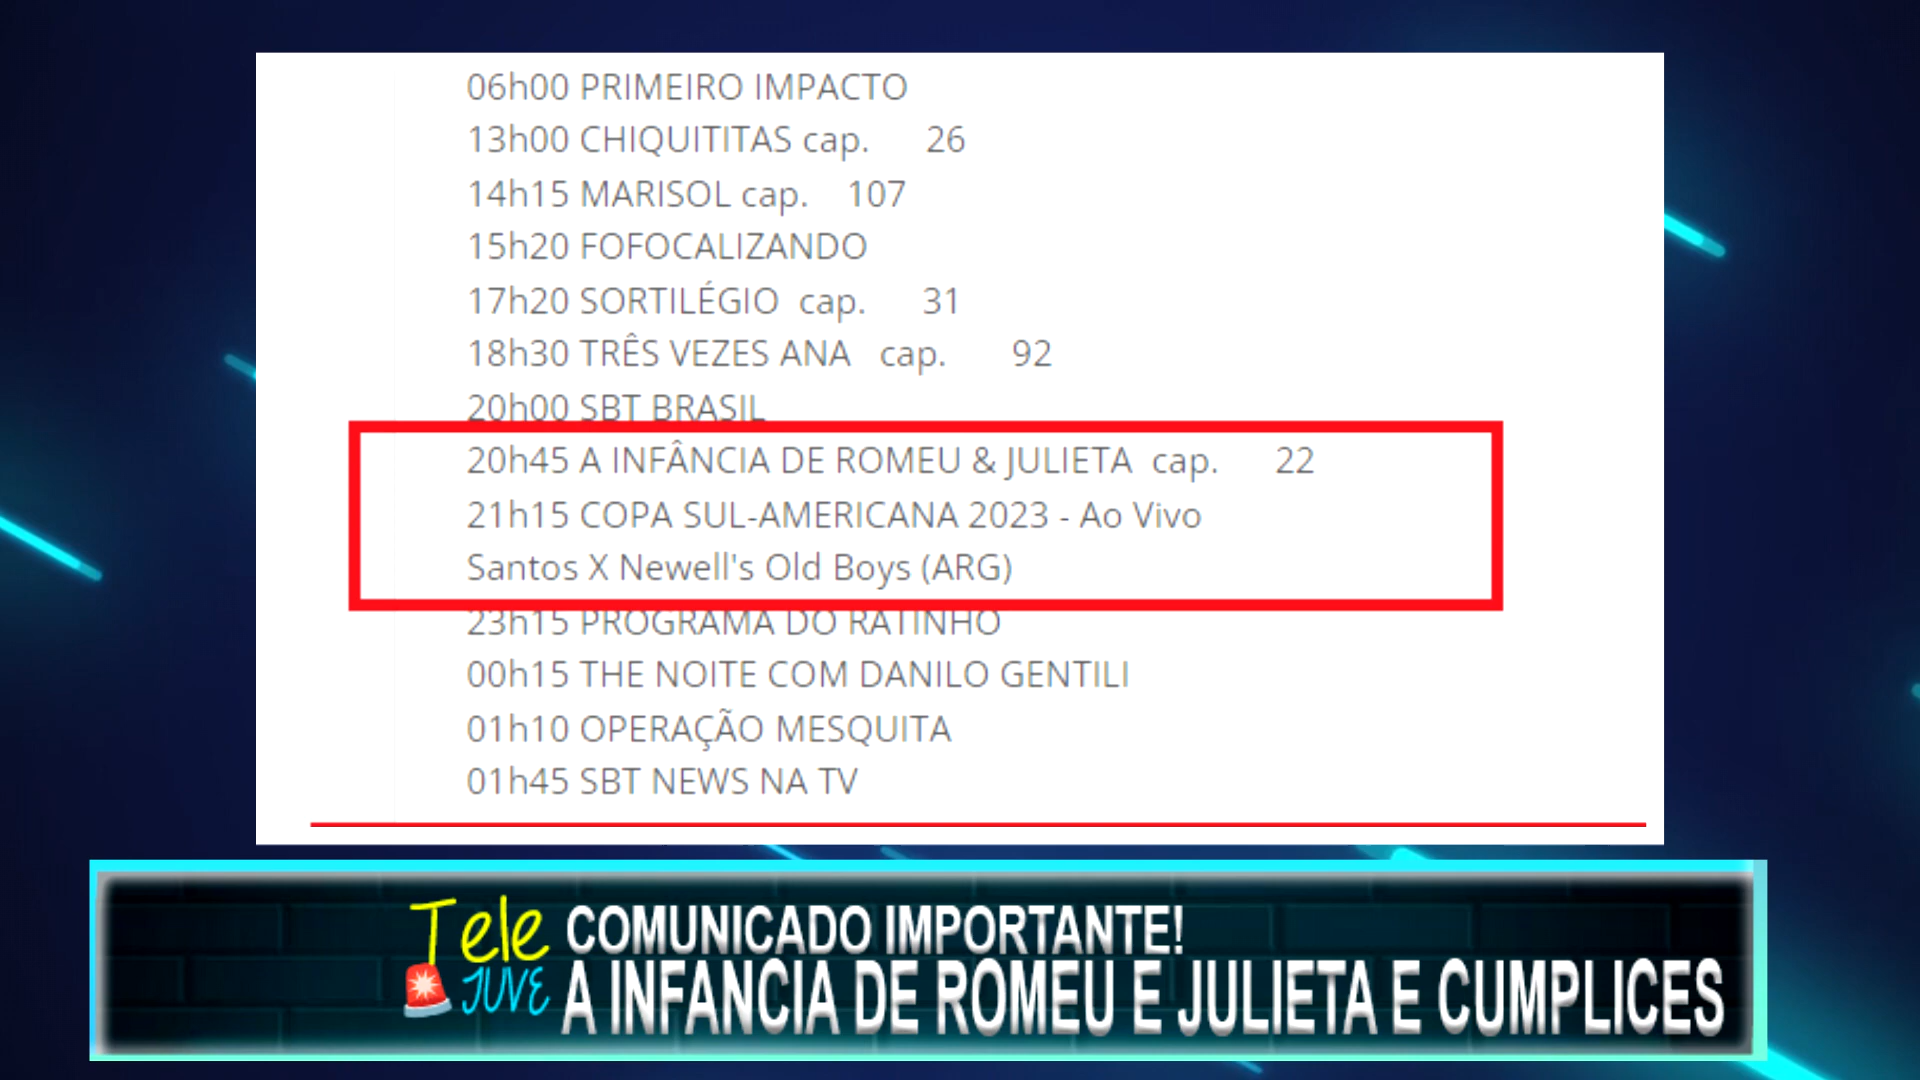 06h00 PRIMEIRO IMPACTO
13h00 CHIQUITITAS cap. 26
14h15 MARISOL cap. 107
15h20 FOFOCALIZANDO
17h20 SORTILÉGIO cap. 31
18h30 TRÊS VEZES ANA cap. 92
20h00 SBT BRASIL
20h45 A INFÂNCIA DE ROMEU & JULIETA cap. 22
21h15 COPA SUL-AMERICANA 2023 - Ao Vivo
Santos X Newell's Old Boys (ARG)
23h15 PROGRAMA DO RATINHO
00h15 THE NOITE COM DANILO GENTILI
01h10 OPERAÇÃO MESQUITA
01h45 SBT NEWS NA TV
Tele JUVE
COMUNICADO IMPORTANTE!
A INFANCIA DE ROMEU E JULIETA E CUMPLICES